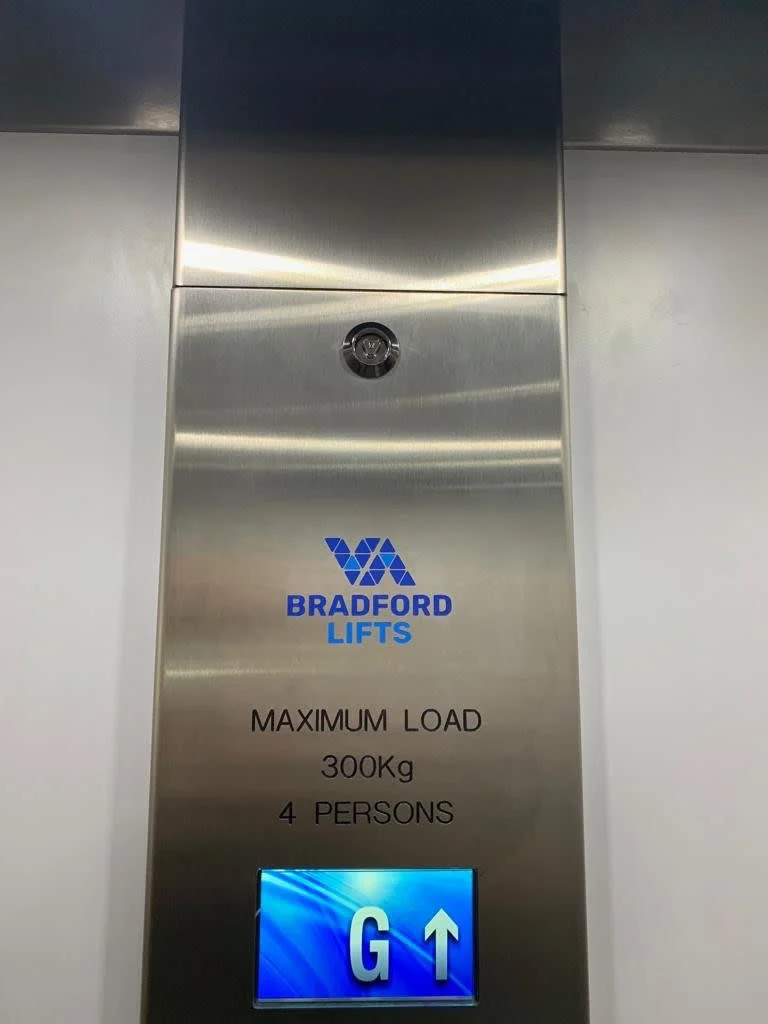 BRADFORD
LIFTS
MAXIMUM LOAD
300Kg
4 PERSONS
G ↑